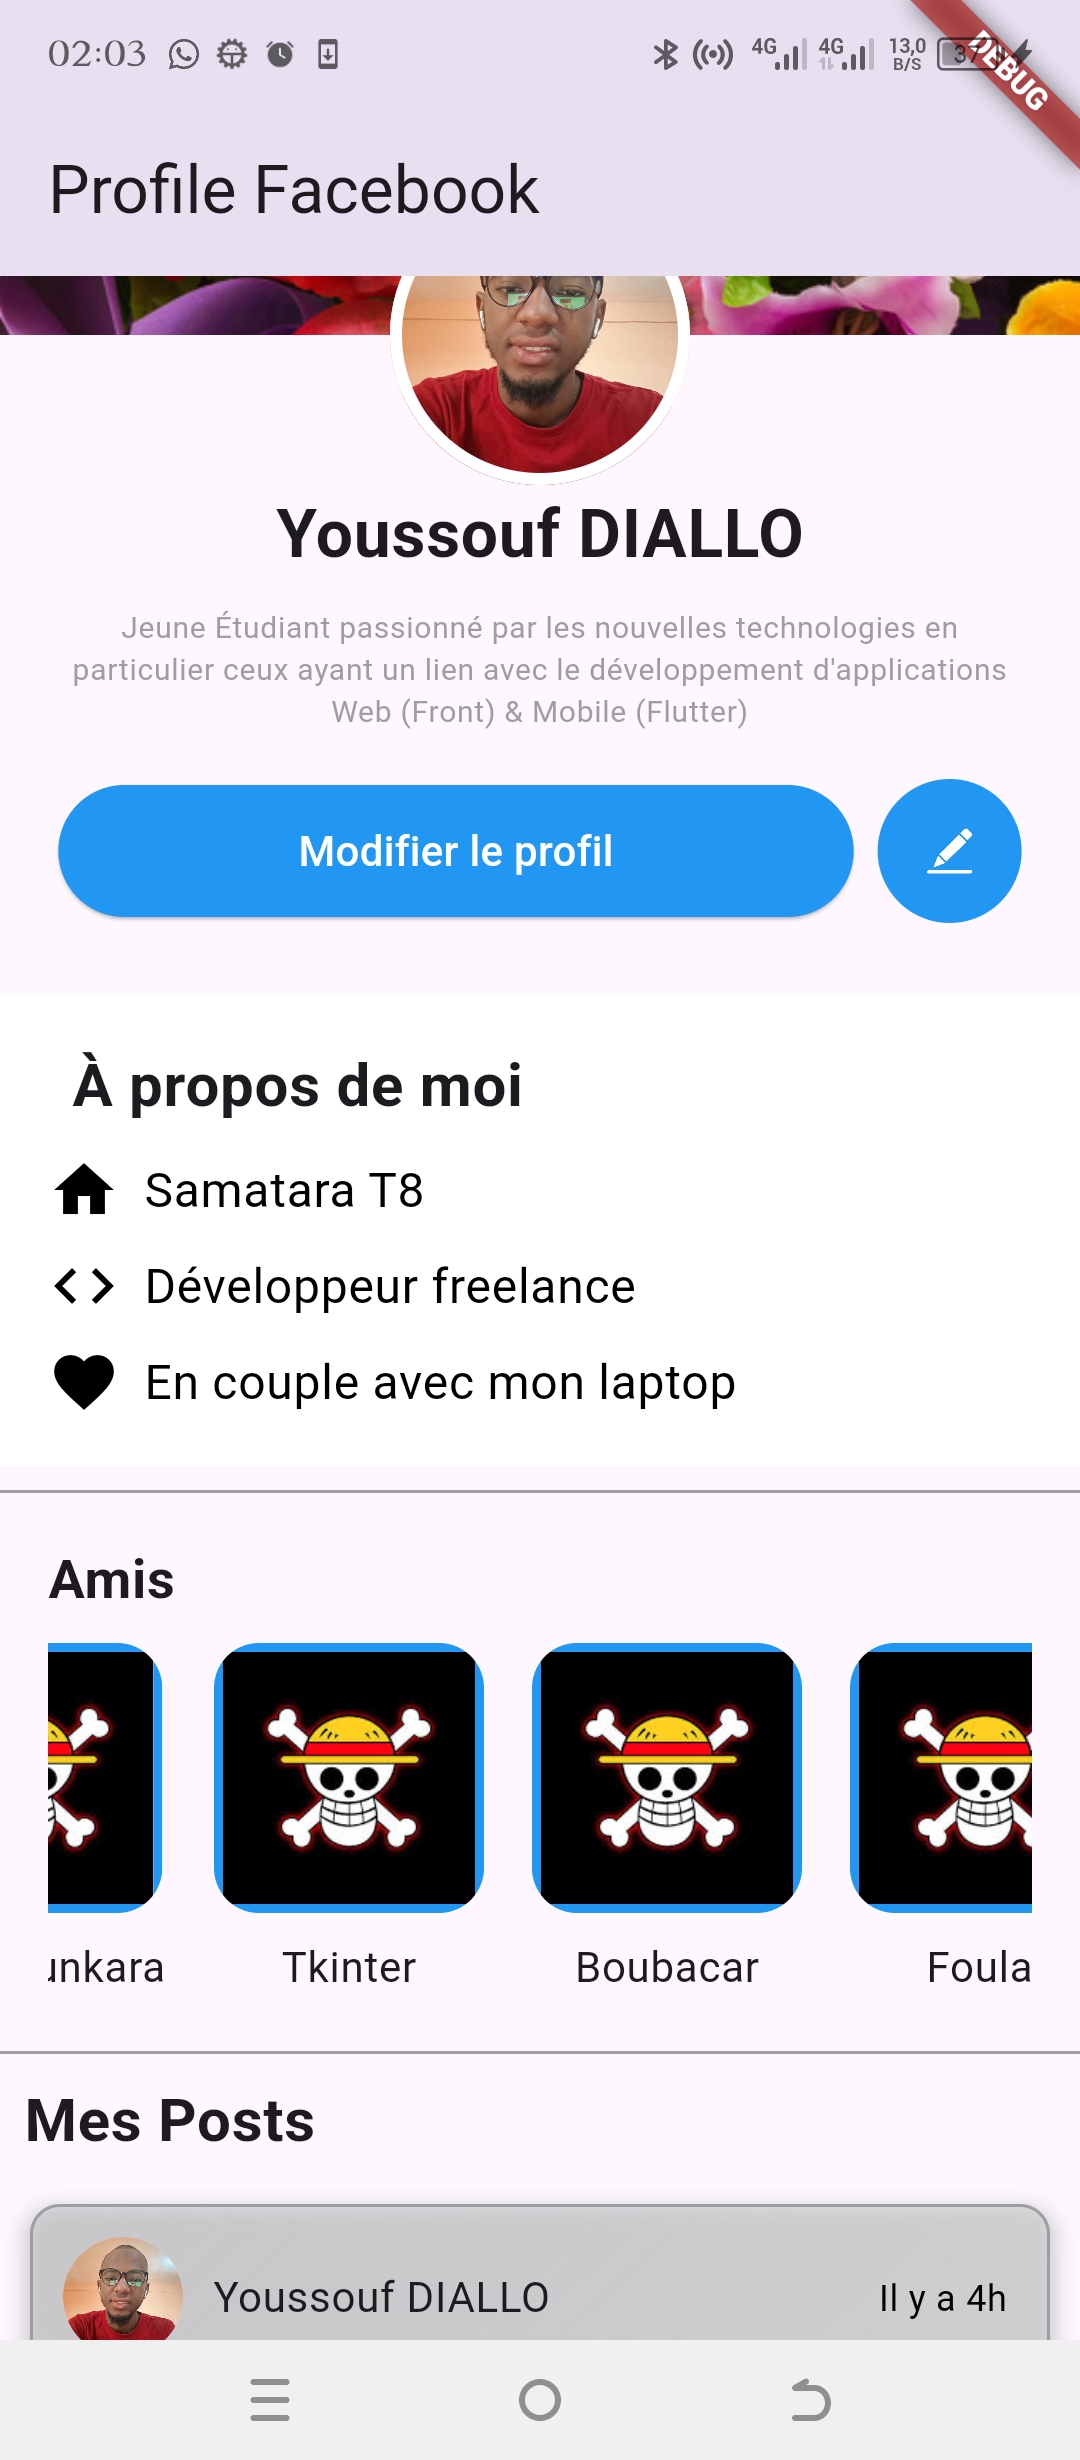 02:03
4G 4G 13,0 B/S 37
DEBUG
Profile Facebook
Youssouf DIALLO
Jeune Étudiant passionné par les nouvelles technologies en
particulier ceux ayant un lien avec le développement d'applications
Web (Front) & Mobile (Flutter)
Modifier le profil
À propos de moi
Samatara T8
Développeur freelance
En couple avec mon laptop
Amis
unkara Tkinter Boubacar Foula
Mes Posts
Youssouf DIALLO Il y a 4h